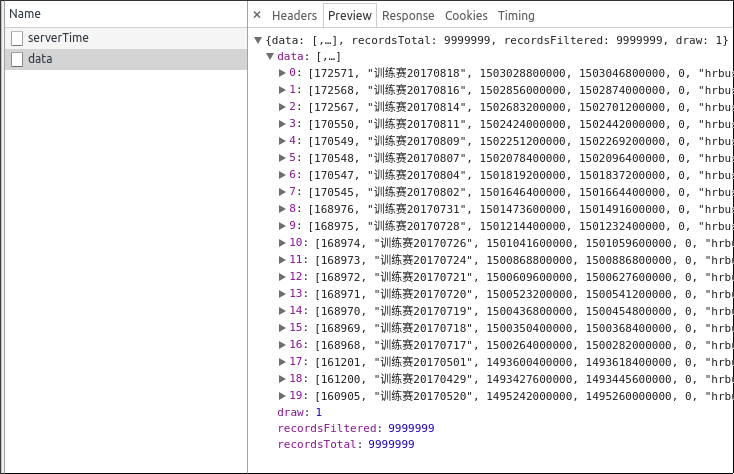 Name
× Headers Preview Response Cookies Timing
serverTime
data
{data: [,…], recordsTotal: 9999999, recordsFiltered: 9999999, draw: 1}
data: [,…]
0: [172571, "训练赛20170818", 1503028800000, 1503046800000, 0, "hrbu
1: [172568, "训练赛20170816", 1502856000000, 1502874000000, 0, "hrbu
2: [172567, "训练赛20170814", 1502683200000, 1502701200000, 0, "hrbu
3: [170550, "训练赛20170811", 1502424000000, 1502442000000, 0, "hrbu
4: [170549, "训练赛20170809", 1502251200000, 1502269200000, 0, "hrbu
5: [170548, "训练赛20170807", 1502078400000, 1502096400000, 0, "hrbu
6: [170547, "训练赛20170804", 1501819200000, 1501837200000, 0, "hrbu
7: [170545, "训练赛20170802", 1501646400000, 1501664400000, 0, "hrbu
8: [168976, "训练赛20170731", 1501473600000, 1501491600000, 0, "hrbu
9: [168975, "训练赛20170728", 1501214400000, 1501232400000, 0, "hrbu
10: [168974, "训练赛20170726", 1501041600000, 1501059600000, 0, "hrb
11: [168973, "训练赛20170724", 1500868800000, 1500886800000, 0, "hrb
12: [168972, "训练赛20170721", 1500609600000, 1500627600000, 0, "hrb
13: [168971, "训练赛20170720", 1500523200000, 1500541200000, 0, "hrb
14: [168970, "训练赛20170719", 1500436800000, 1500454800000, 0, "hrb
15: [168969, "训练赛20170718", 1500350400000, 1500368400000, 0, "hrb
16: [168968, "训练赛20170717", 1500264000000, 1500282000000, 0, "hrb
17: [161201, "训练赛20170501", 1493600400000, 1493618400000, 0, "hrb
18: [161200, "训练赛20170429", 1493427600000, 1493445600000, 0, "hrb
19: [160905, "训练赛20170520", 1495242000000, 1495260000000, 0, "hrb
draw: 1
recordsFiltered: 9999999
recordsTotal: 9999999